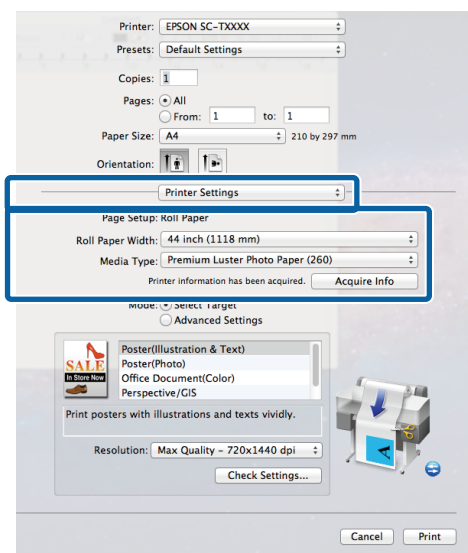 Printer: EPSON SC-TXXXX
Presets: Default Settings
Copies: 1
Pages: All
From: 1 to: 1
Paper Size: A4 210 by 297 mm
Orientation:
Printer Settings
Page Setup: Roll Paper
Roll Paper Width: 44 inch (1118 mm)
Media Type: Premium Luster Photo Paper (260)
Printer information has been acquired. Acquire Info
Mode: Select Target
Advanced Settings
SALE
In Store Now
Poster(Illustration & Text)
Poster(Photo)
Office Document(Color)
Perspective/GIS
Print posters with illustrations and texts vividly.
Resolution: Max Quality - 720x1440 dpi
Check Settings...
A
Cancel Print